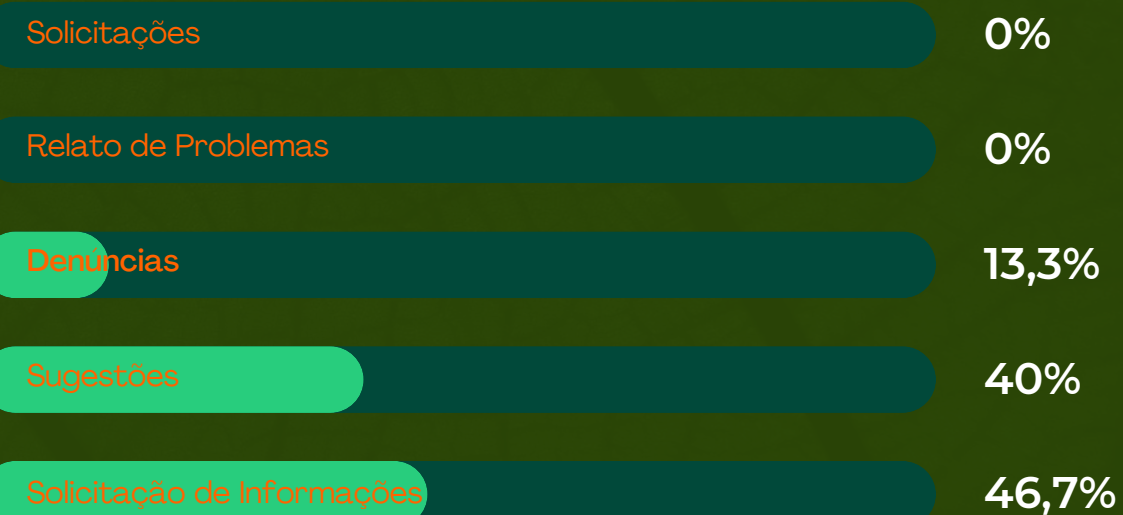 Solicitações 0%
Relato de Problemas 0%
Denúncias 13,3%
Sugestões 40%
Solicitação de Informações 46,7%